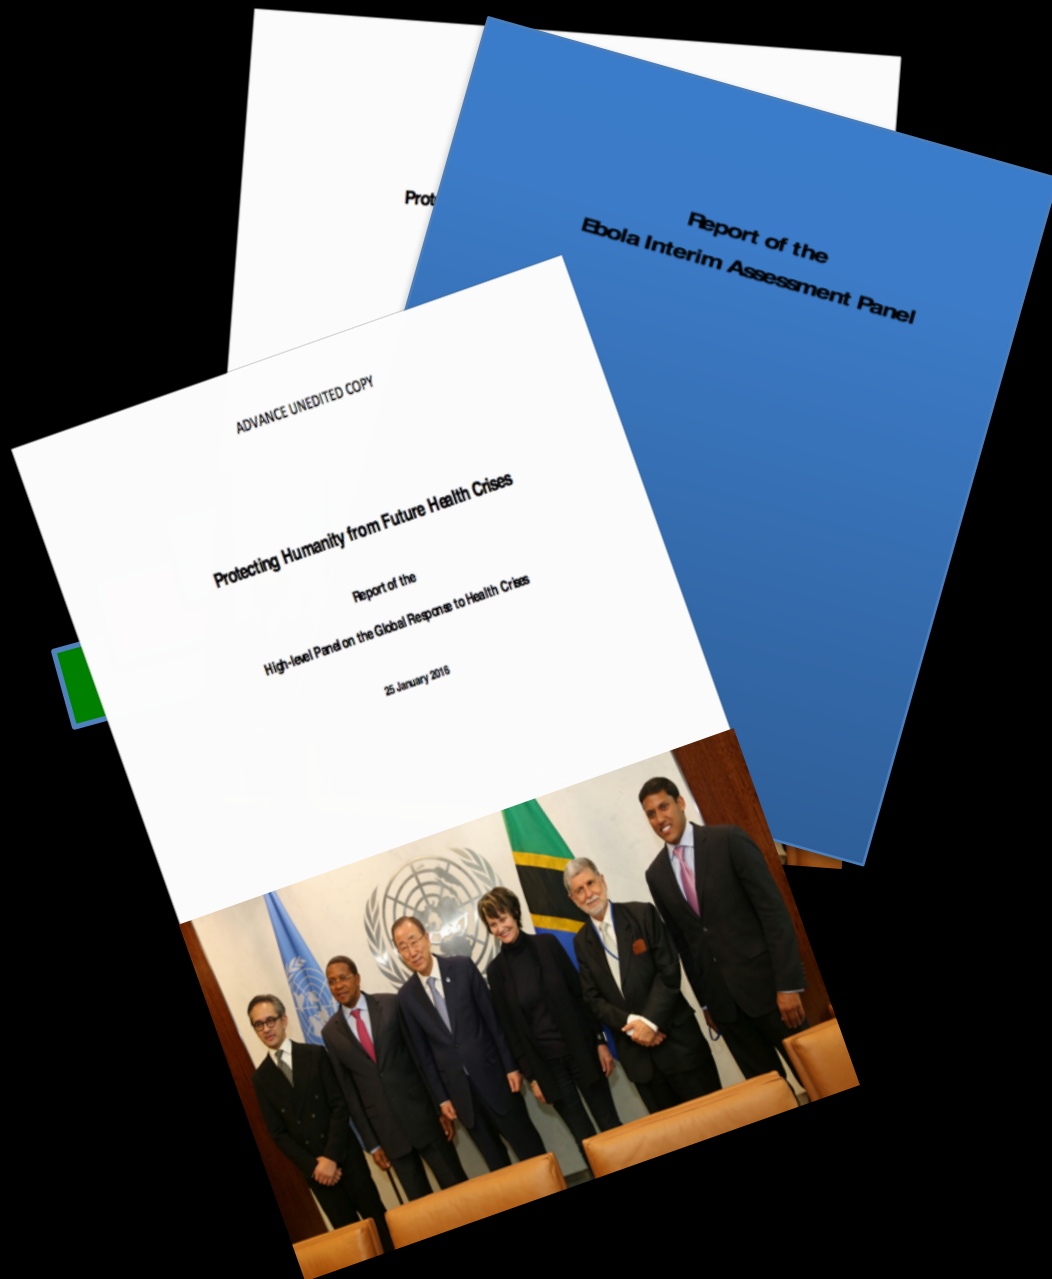 Prot
Report of the
Ebola Interim Assessment Panel
ADVANCE UNEDITED COPY
Protecting Humanity from Future Health Crises
Report of the
High-level Panel on the Global Response to Health Crises
25 January 2016